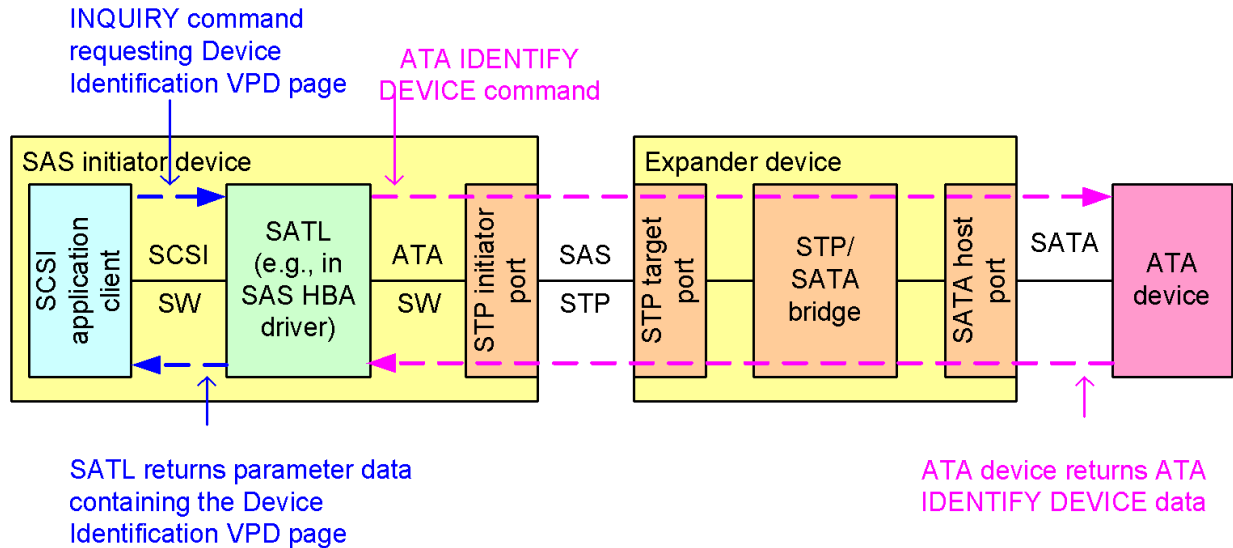 INQUIRY command
requesting Device
Identification VPD page
ATA IDENTIFY
DEVICE command
SAS initiator device
Expander device
SCSI
application
client
SCSI
SW
SATL
(e.g., in
SAS HBA
driver)
ATA
SW
STP initiator
port
SAS
STP
STP target
port
STP/
SATA
bridge
SATA host
port
SATA
ATA
device
SATL returns parameter data
containing the Device
Identification VPD page
ATA device returns ATA
IDENTIFY DEVICE data